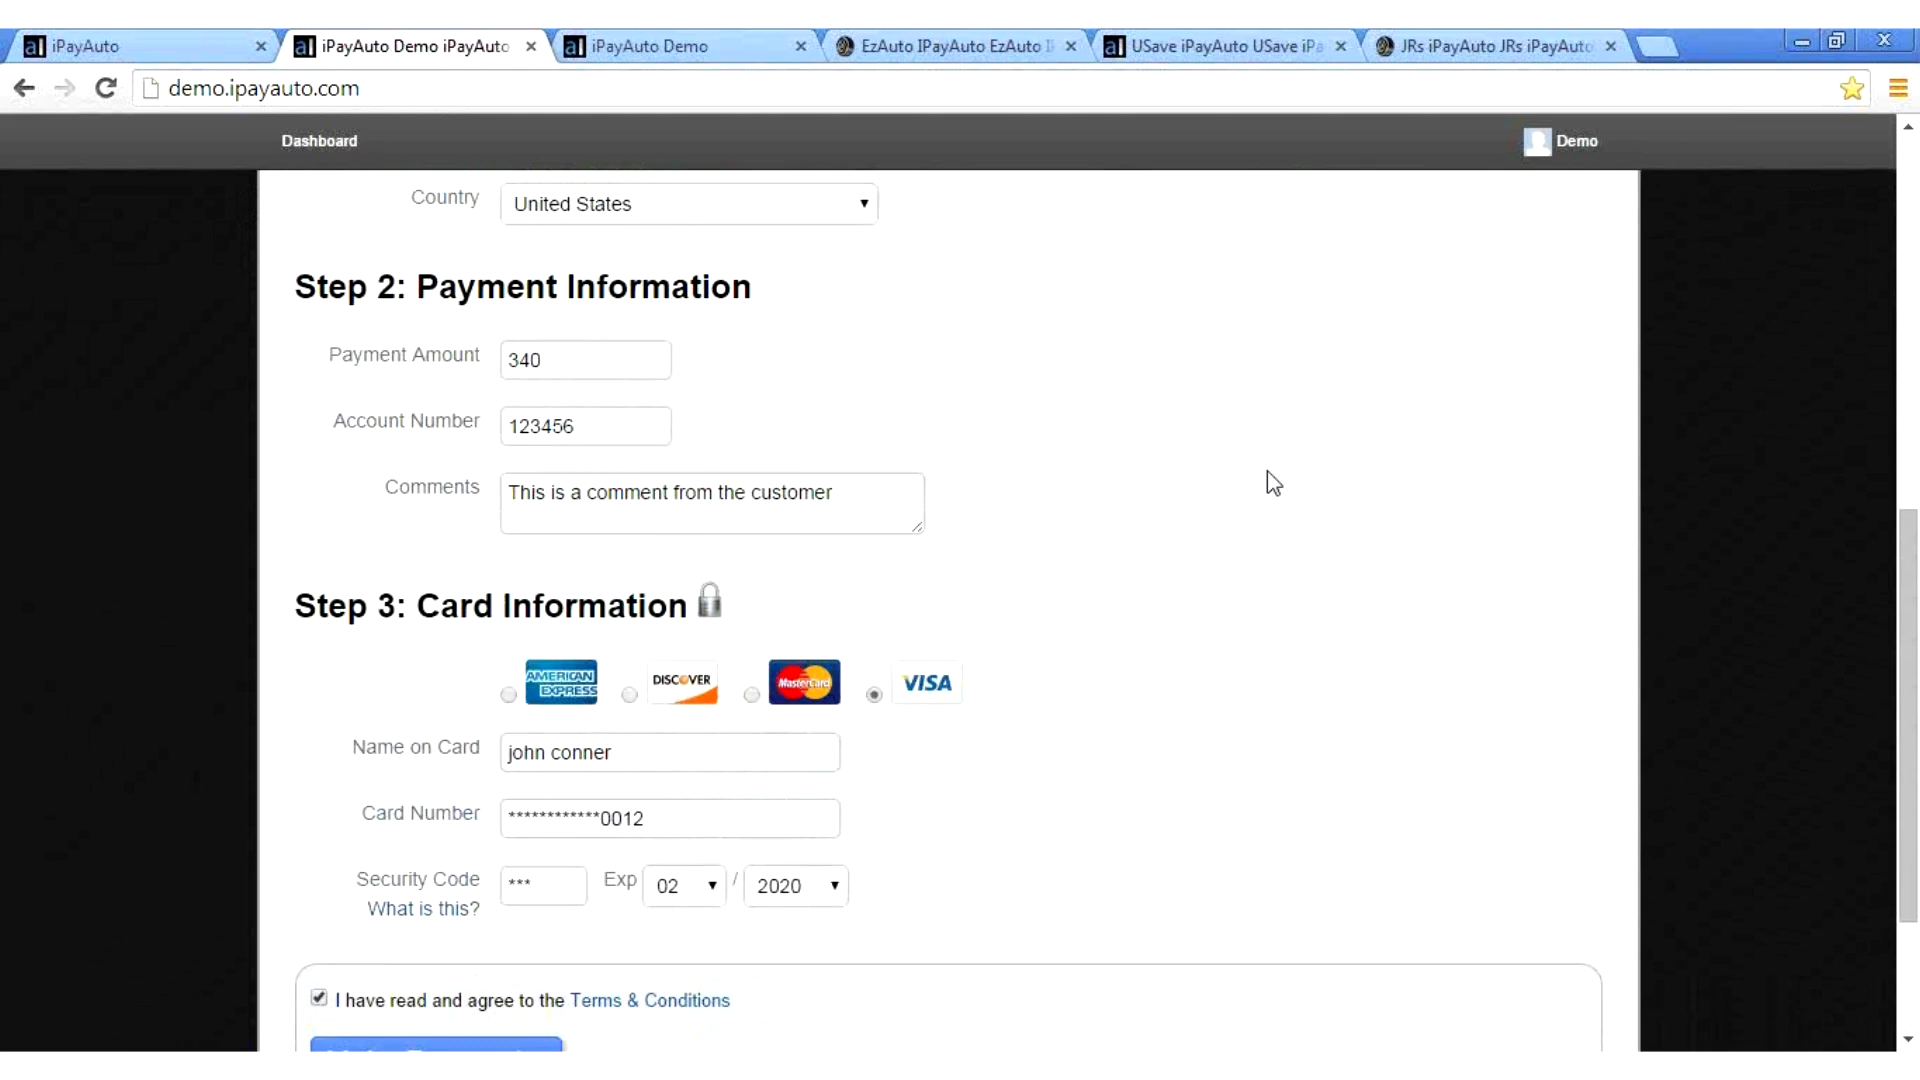 iPayAuto
iPayAuto Demo iPayAuto
iPayAuto Demo
EzAuto IPayAuto EzAuto
USave iPayAuto USave iPa
JRs iPayAuto JRs iPayAuto
demo.ipayauto.com
Dashboard
Demo
Country
United States
Step 2: Payment Information
Payment Amount
340
Account Number
123456
Comments
This is a comment from the customer
Step 3: Card Information
AMERICAN EXPRESS
DISCOVER
MasterCard
VISA
Name on Card
john conner
Card Number
************0012
Security Code
***
Exp
02
/
2020
What is this?
I have read and agree to the Terms & Conditions